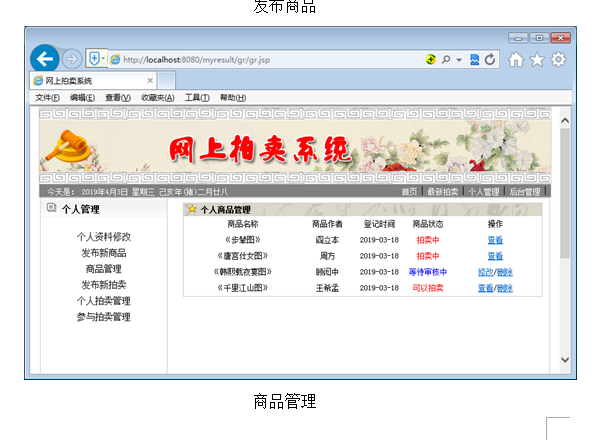 发布商品
http://localhost:8080/myresult/gr/gr.jsp
网上拍卖系统
文件(F) 编辑(E) 查看(V) 收藏夹(A) 工具(T) 帮助(H)
网上拍卖系统
今天是： 2019年4月3日 星期三 己亥年(猪)二月廿八 首页 最新拍卖 个人管理 后台管理
个人管理
个人资料修改
发布新商品
商品管理
发布新拍卖
个人拍卖管理
参与拍卖管理
个人商品管理
商品名称 商品作者 登记时间 商品状态 操作
《步辇图》 阎立本 2019-03-18 拍卖中 查看
《唐宫仕女图》 周方 2019-03-18 拍卖中 查看
《韩熙载夜宴图》 顾闳中 2019-03-18 等待审核中 修改/删除
《千里江山图》 王希孟 2019-03-18 可以拍卖 查看/删除
商品管理